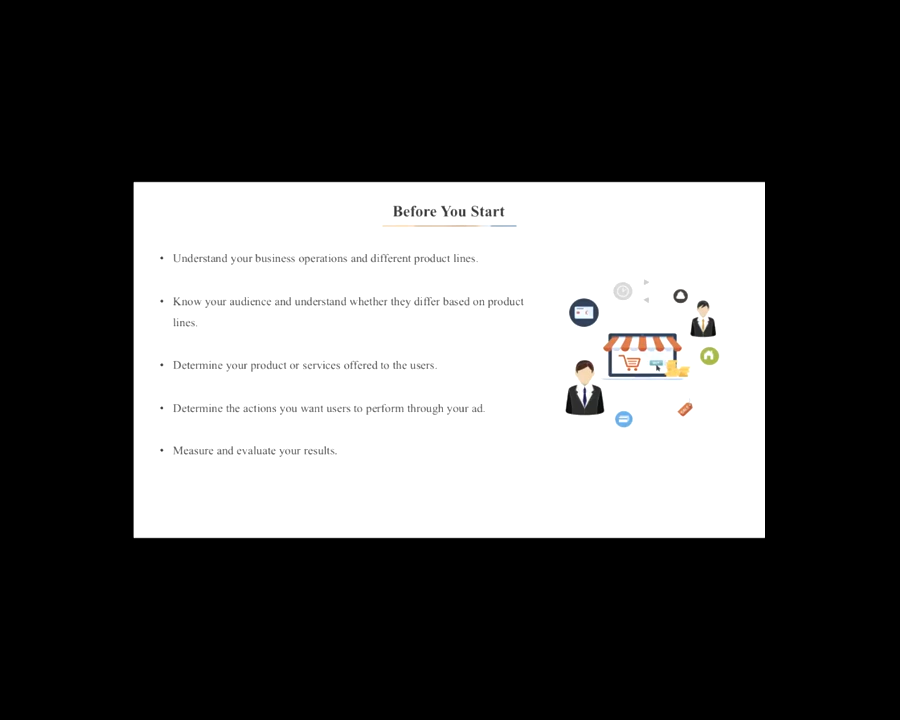 Before You Start
• Understand your business operations and different product lines.
• Know your audience and understand whether they differ based on product
lines.
• Determine your product or services offered to the users.
• Determine the actions you want users to perform through your ad.
• Measure and evaluate your results.